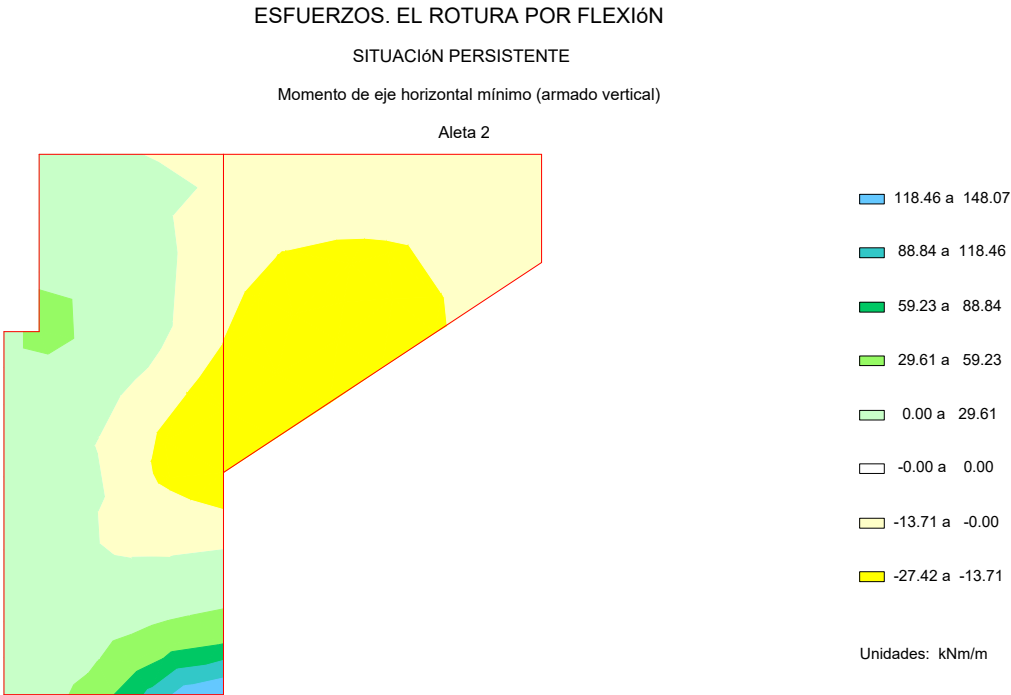 ESFUERZOS. EL ROTURA POR FLEXIóN
SITUACIóN PERSISTENTE
Momento de eje horizontal mínimo (armado vertical)
Aleta 2
118.46 a 148.07
88.84 a 118.46
59.23 a 88.84
29.61 a 59.23
0.00 a 29.61
-0.00 a 0.00
-13.71 a -0.00
-27.42 a -13.71
Unidades: kNm/m